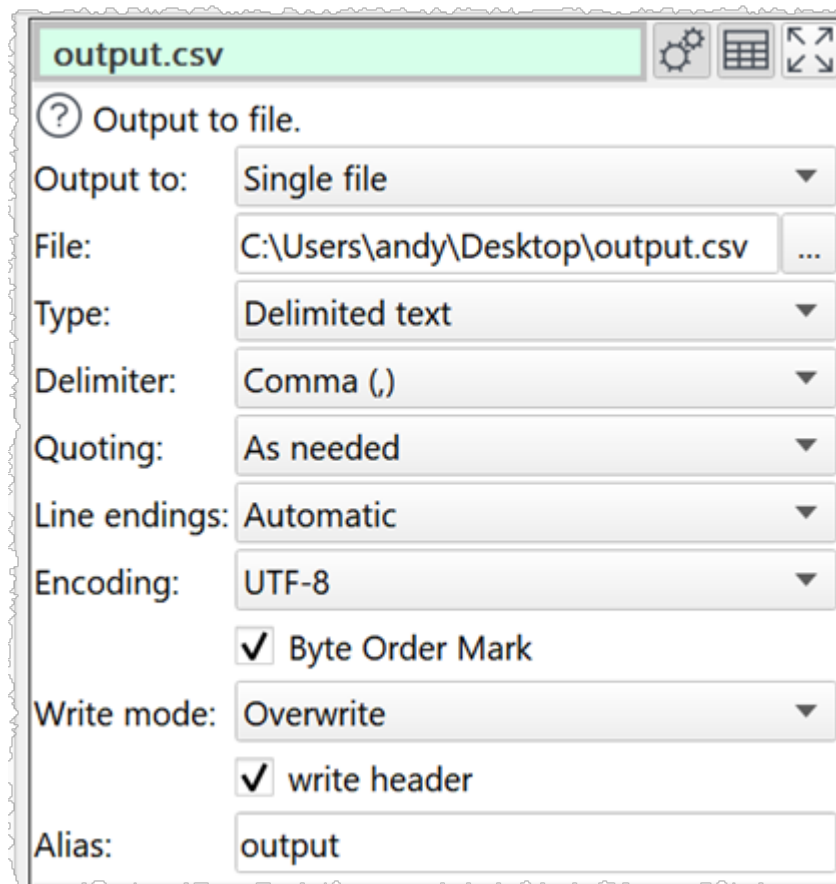 output.csv
Output to file.
Output to: Single file
File: C:\Users\andy\Desktop\output.csv ...
Type: Delimited text
Delimiter: Comma (,)
Quoting: As needed
Line endings: Automatic
Encoding: UTF-8
Byte Order Mark
Write mode: Overwrite
write header
Alias: output